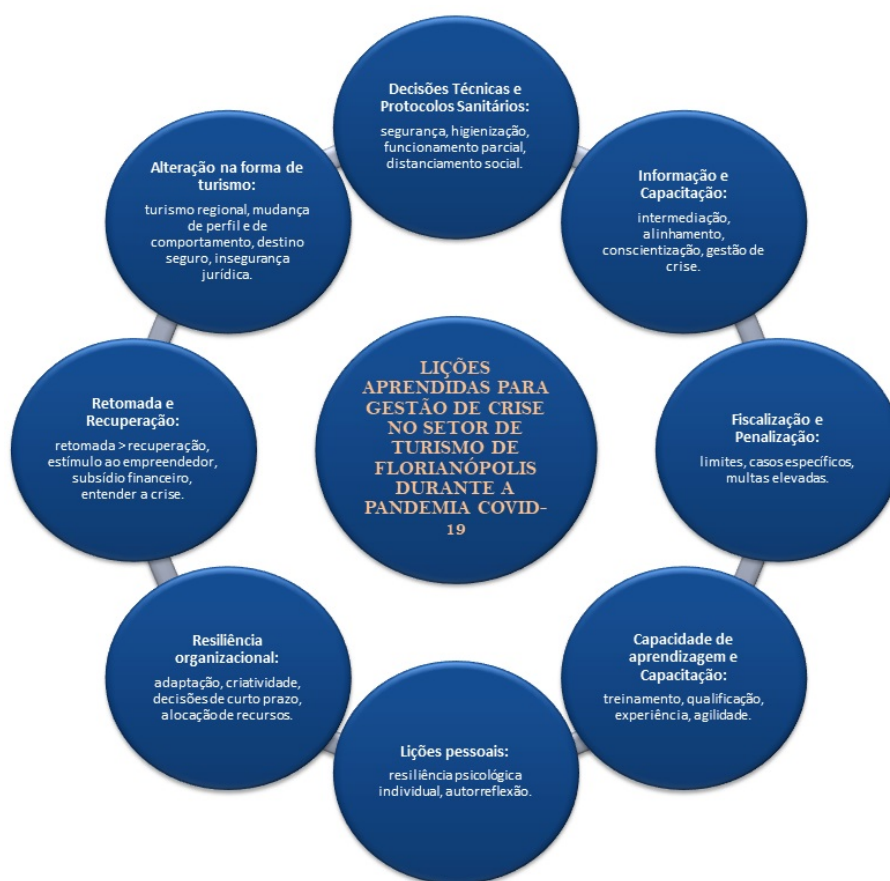 Decisões Técnicas e
Protocolos Sanitários:
segurança, higienização,
funcionamento parcial,
distanciamento social.
Informação e
Capacitação:
intermediação,
alinhamento,
conscientização, gestão de
crise.
Fiscalização e
Penalização:
limites, casos específicos,
multas elevadas.
Capacidade de
aprendizagem e
Capacitação:
treinamento, qualificação,
experiência, agilidade.
Lições pessoais:
resiliência psicológica
individual, autorreflexão.
Resiliência
organizacional:
adaptação, criatividade,
decisões de curto prazo,
alocação de recursos.
Retomada e
Recuperação:
retomada > recuperação,
estímulo ao empreendedor,
subsídio financeiro,
entender a crise.
Alteração na forma de
turismo:
turismo regional, mudança
de perfil e de
comportamento, destino
seguro, insegurança
jurídica.
LIÇÕES
APRENDIDAS PARA
GESTÃO DE CRISE
NO SETOR DE
TURISMO DE
FLORIANÓPOLIS
DURANTE A
PANDEMIA COVID-
19